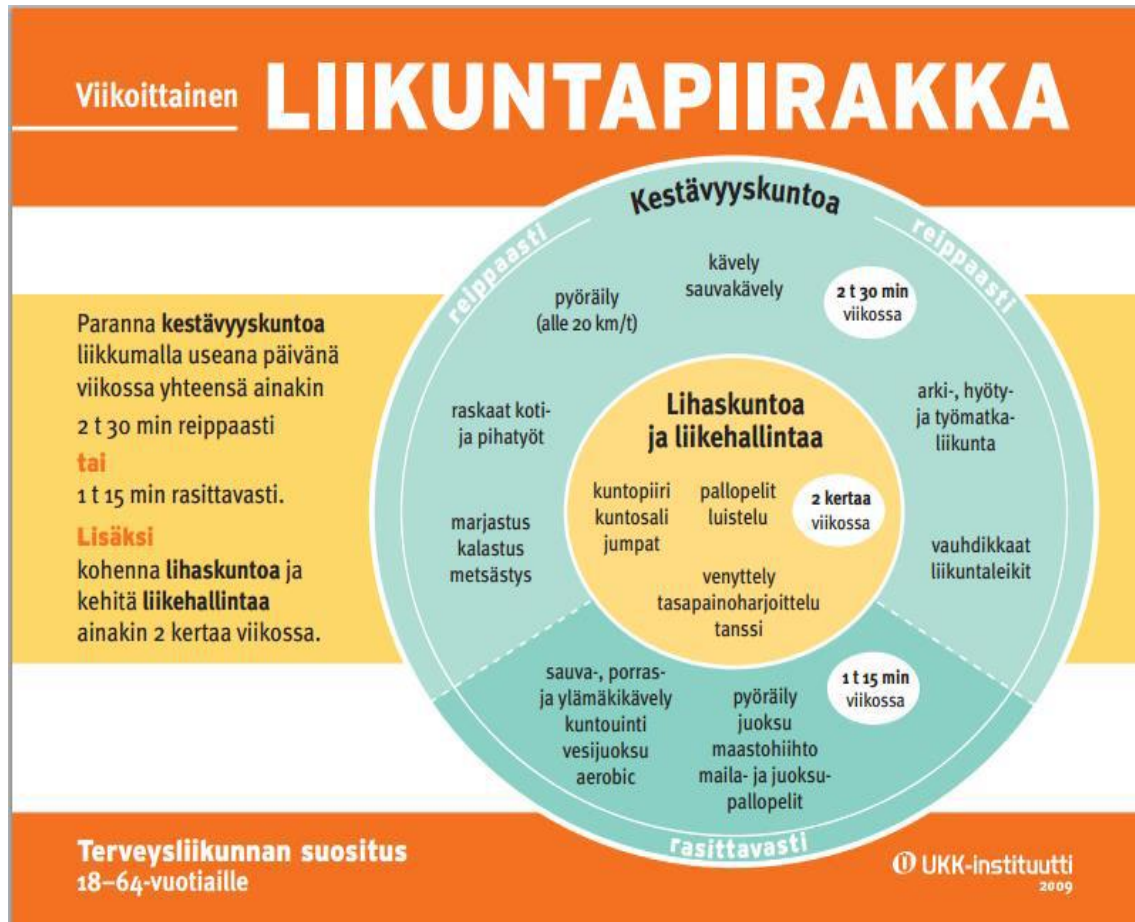 Viikoittainen LIIKUNTAPIIRAKKA
Paranna kestävyyskuntoa
liikkumalla useana päivänä
viikossa yhteensä ainakin
2 t 30 min reippaasti
tai
1 t 15 min rasittavasti.
Lisäksi
kohenna lihaskuntoa ja
kehitä liikehallintaa
ainakin 2 kertaa viikossa.
Kestävyyskuntoa
reippaasti
reippaasti
kävely
sauvakävely
2 t 30 min
viikossa
pyöräily
(alle 20 km/t)
raskaat koti-
ja pihatyöt
arki-, hyöty-
ja työmatka-
liikunta
marjastus
kalastus
metsästys
vauhdikkaat
liikuntaleikit
Lihaskuntoa
ja liikehallintaa
kuntopiiri
kuntosali
jumpat
pallopelit
luistelu
2 kertaa
viikossa
venyttely
tasapainoharjoittelu
tanssi
sauva-, porras-
ja ylämäkikävely
kuntouinti
vesijuoksu
aerobic
pyöräily
juoksu
maastohiihto
maila- ja juoksu-
pallopelit
1 t 15 min
viikossa
rasittavasti
Terveysliikunnan suositus
18–64-vuotiaille
UKK-instituutti
2009